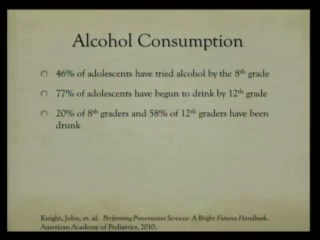 Alcohol Consumption
46% of adolescents have tried alcohol by the 8th grade
77% of adolescents have begun to drink by 12th grade
20% of 8th graders and 58% of 12th graders have been
drunk
Knight, John, et. al. Performing Preventative Services: A Bright Futures Handbook.
American Academy of Pediatrics, 2010.